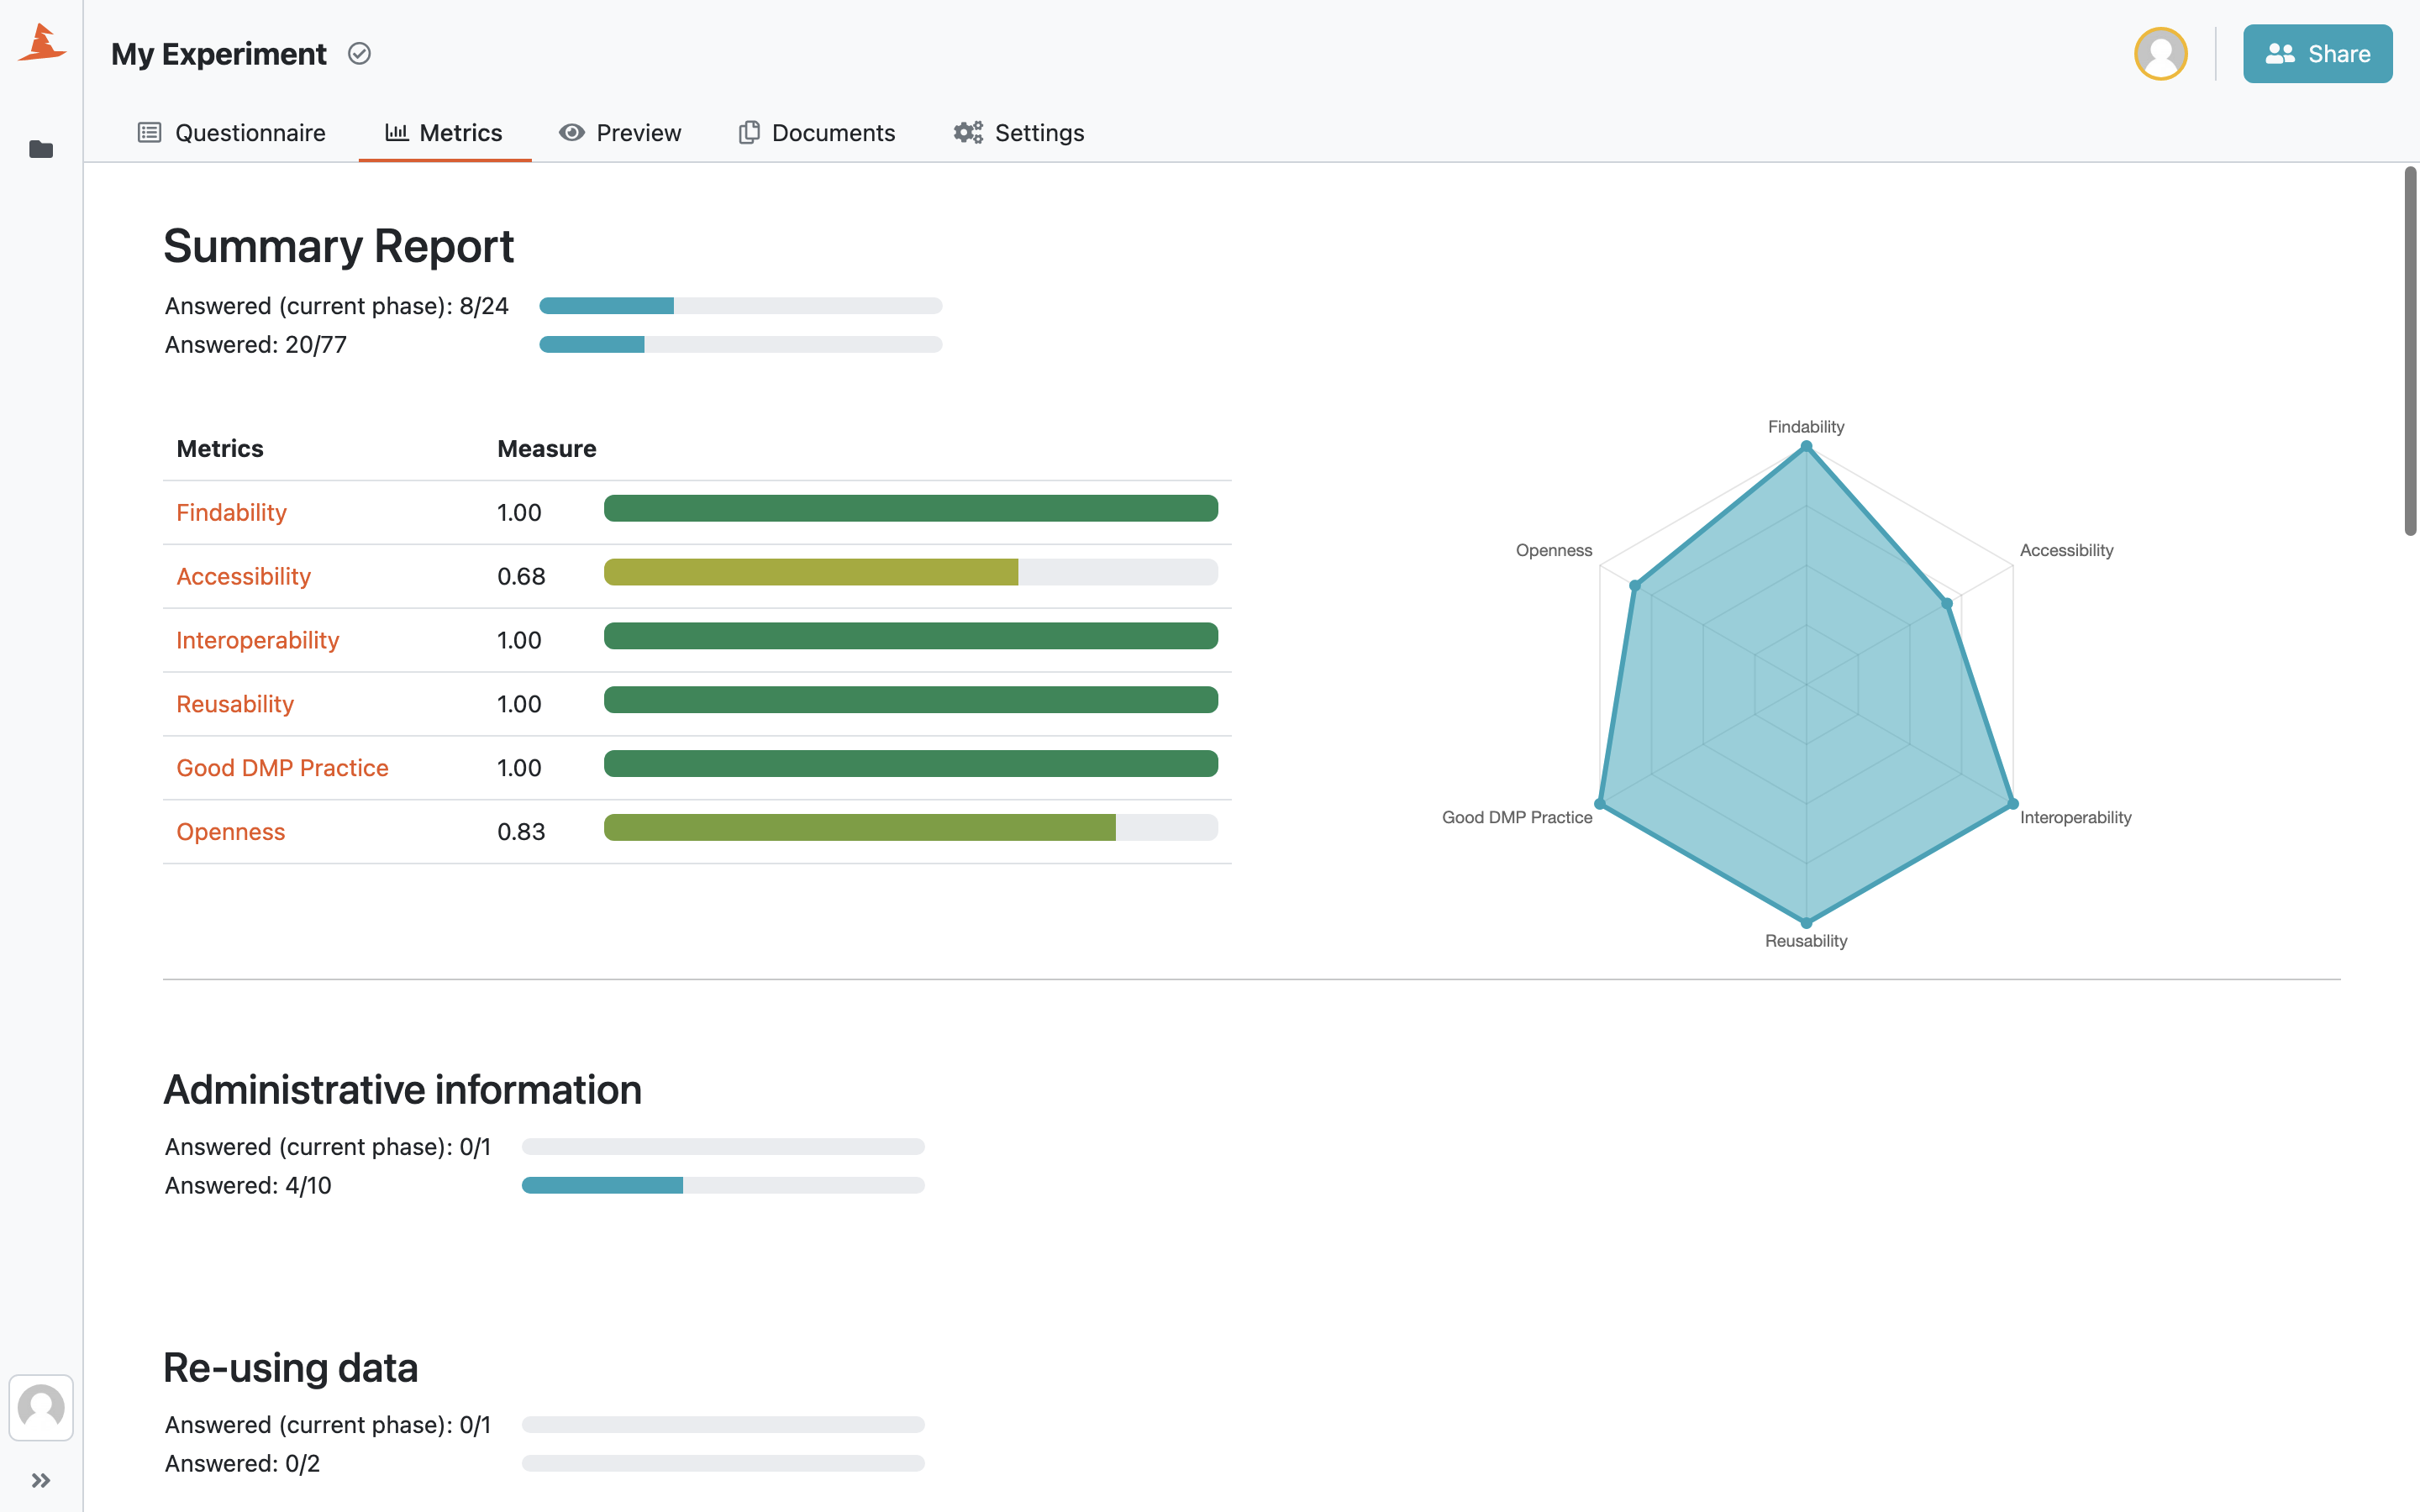 My Experiment
Share
Questionnaire
Metrics
Preview
Documents
Settings
Summary Report
Answered (current phase): 8/24
Answered: 20/77
Metrics Measure
Findability 1.00
Accessibility 0.68
Interoperability 1.00
Reusability 1.00
Good DMP Practice 1.00
Openness 0.83
Findability
Openness
Accessibility
Good DMP Practice
Interoperability
Reusability
Administrative information
Answered (current phase): 0/1
Answered: 4/10
Re-using data
Answered (current phase): 0/1
Answered: 0/2